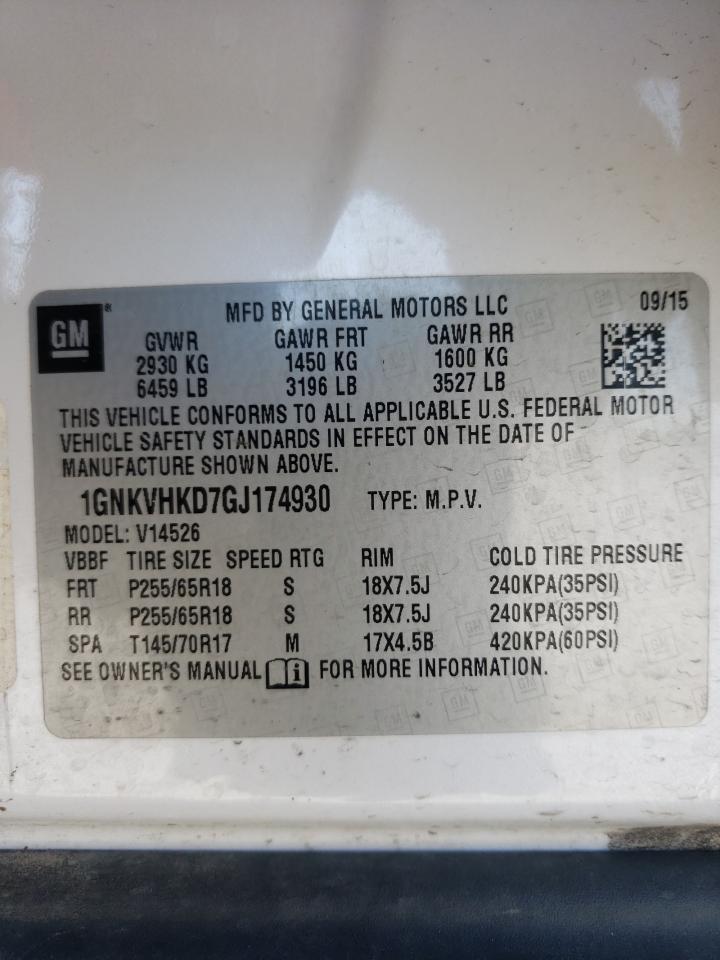 GM
MFD BY GENERAL MOTORS LLC 09/15
GVWR GAWR FRT GAWR RR
2930 KG 1450 KG 1600 KG
6459 LB 3196 LB 3527 LB
THIS VEHICLE CONFORMS TO ALL APPLICABLE U.S. FEDERAL MOTOR
VEHICLE SAFETY STANDARDS IN EFFECT ON THE DATE OF
MANUFACTURE SHOWN ABOVE.
1GNKVHKD7GJ174930 TYPE: M.P.V.
MODEL: V14526
VBBF TIRE SIZE SPEED RTG RIM COLD TIRE PRESSURE
FRT P255/65R18 S 18X7.5J 240KPA(35PSI)
RR P255/65R18 S 18X7.5J 240KPA(35PSI)
SPA T145/70R17 M 17X4.5B 420KPA(60PSI)
SEE OWNER'S MANUAL FOR MORE INFORMATION.